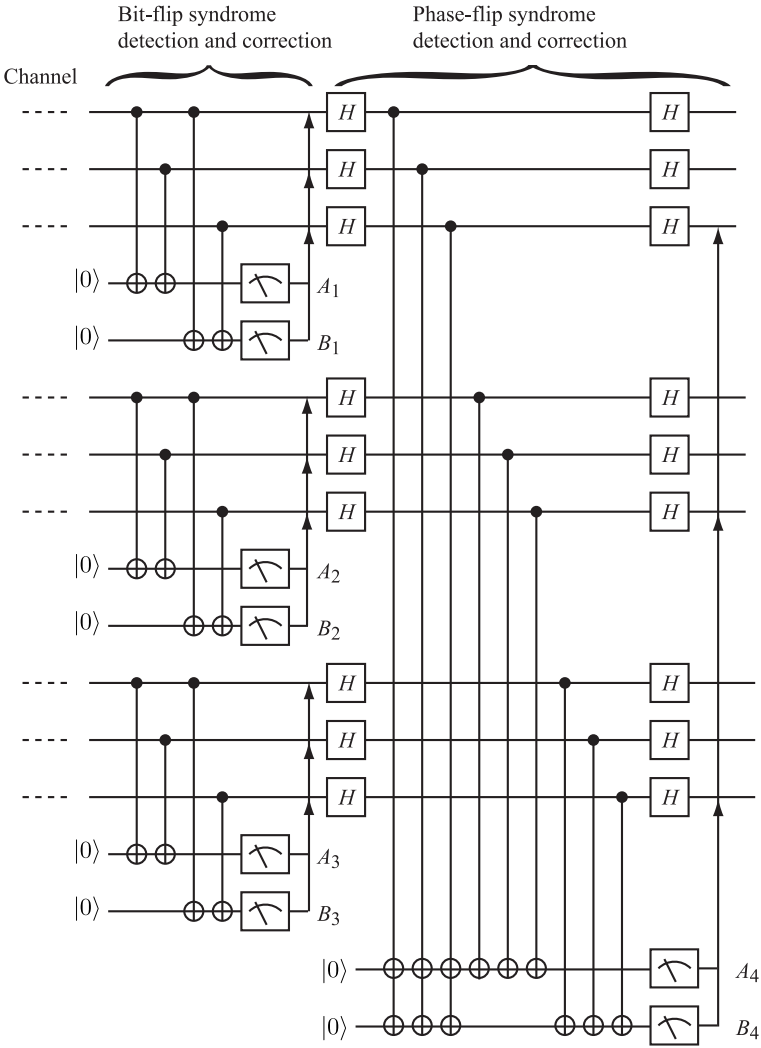 Bit-flip syndrome
detection and correction
Phase-flip syndrome
detection and correction
Channel
H H
H H
H H
|0⟩ A₁
|0⟩ B₁
H H
H H
H H
|0⟩ A₂
|0⟩ B₂
H H
H H
H H
|0⟩ A₃
|0⟩ B₃
|0⟩ A₄
|0⟩ B₄